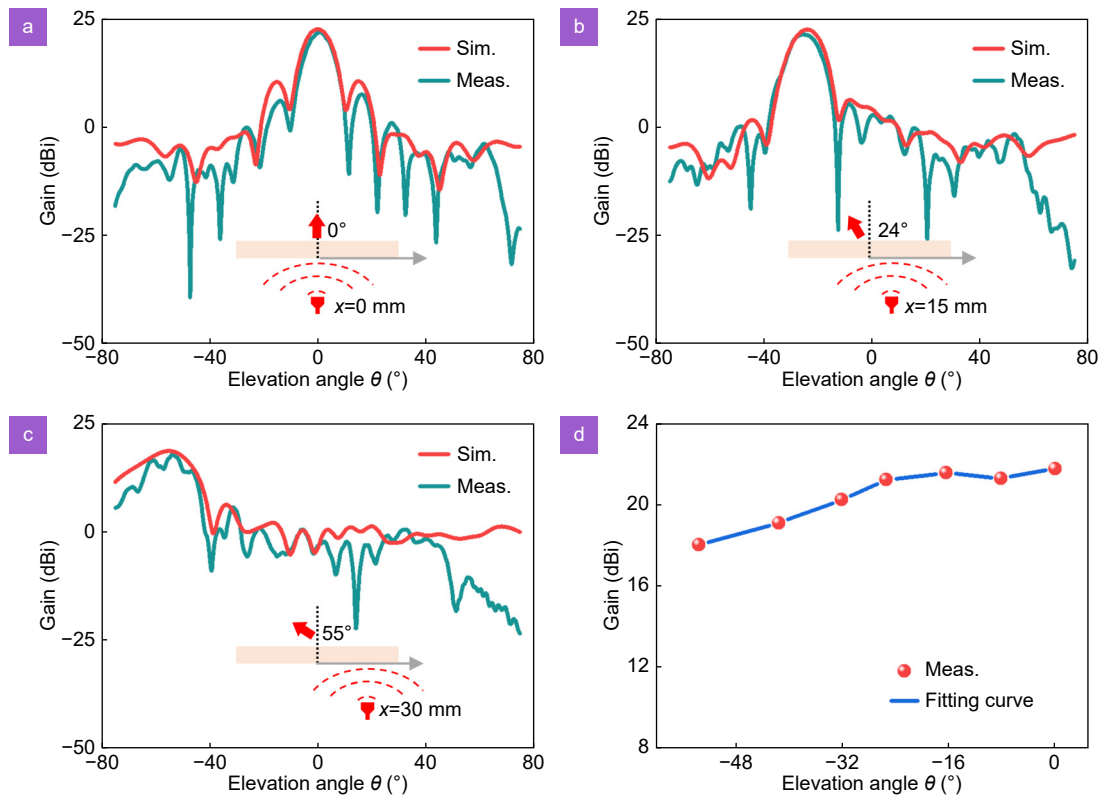 a
25
0
−25
−50
Gain (dBi)
Sim.
Meas.
0°
x=0 mm
−80
−40
0
40
80
Elevation angle θ (°)
b
25
0
−25
−50
Gain (dBi)
Sim.
Meas.
24°
x=15 mm
−80
−40
0
40
80
Elevation angle θ (°)
c
25
0
−25
−50
Gain (dBi)
Sim.
Meas.
55°
x=30 mm
−80
−40
0
40
80
Elevation angle θ (°)
d
24
20
16
12
8
Gain (dBi)
Meas.
Fitting curve
−48
−32
−16
0
Elevation angle θ (°)